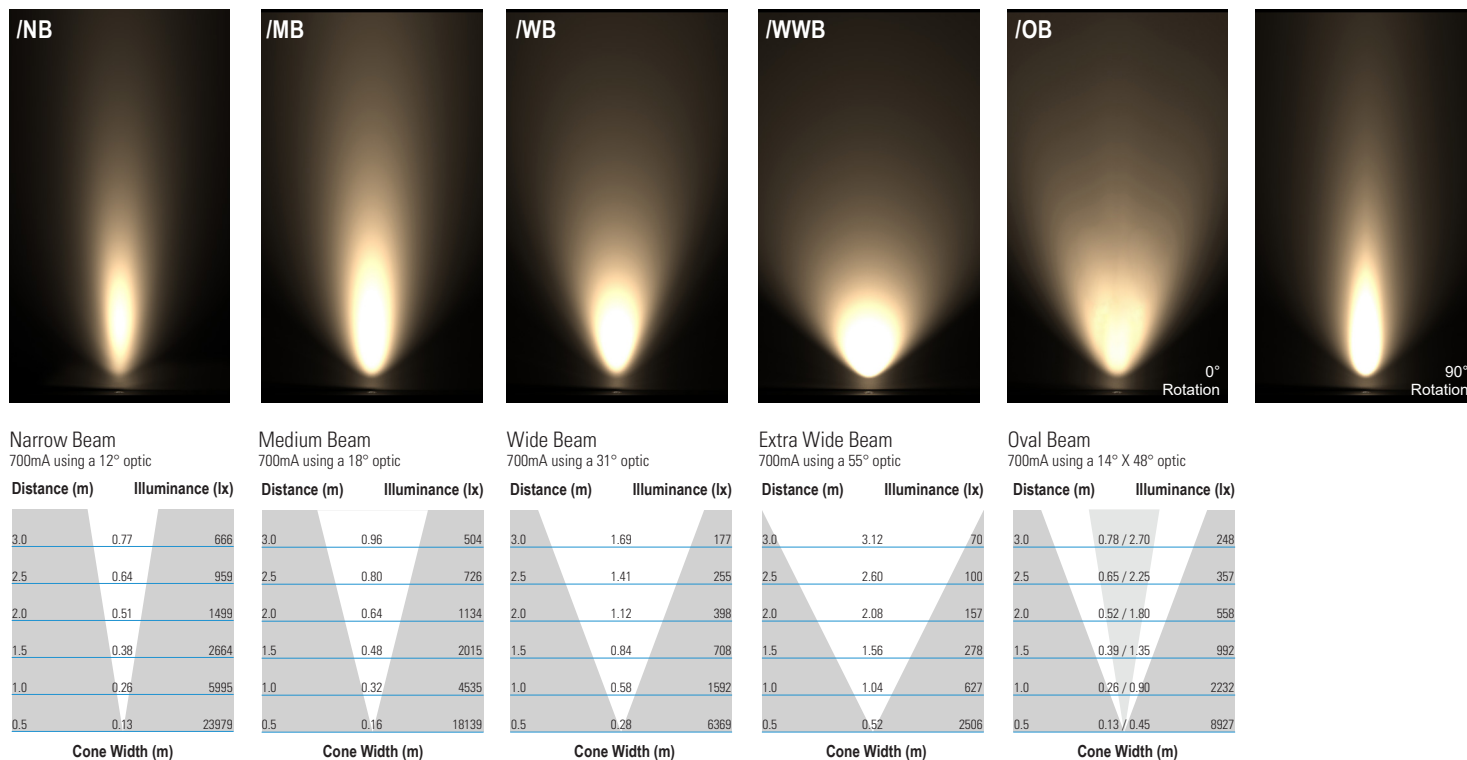 /NB
/MB
/WB
/WWB
/OB
0°
Rotation
90°
Rotation
Narrow Beam
700mA using a 12° optic
Distance (m) Illuminance (lx)
3.0 0.77 666
2.5 0.64 959
2.0 0.51 1499
1.5 0.38 2664
1.0 0.26 5995
0.5 0.13 23979
Cone Width (m)
Medium Beam
700mA using a 18° optic
Distance (m) Illuminance (lx)
3.0 0.96 504
2.5 0.80 726
2.0 0.64 1134
1.5 0.48 2015
1.0 0.32 4535
0.5 0.16 18139
Cone Width (m)
Wide Beam
700mA using a 31° optic
Distance (m) Illuminance (lx)
3.0 1.69 177
2.5 1.41 255
2.0 1.12 398
1.5 0.84 708
1.0 0.58 1592
0.5 0.28 6369
Cone Width (m)
Extra Wide Beam
700mA using a 55° optic
Distance (m) Illuminance (lx)
3.0 3.12 70
2.5 2.60 100
2.0 2.08 157
1.5 1.56 278
1.0 1.04 627
0.5 0.52 2506
Cone Width (m)
Oval Beam
700mA using a 14° X 48° optic
Distance (m) Illuminance (lx)
3.0 0.78 / 2.70 248
2.5 0.65 / 2.25 357
2.0 0.52 / 1.80 558
1.5 0.39 / 1.35 992
1.0 0.26 / 0.90 2232
0.5 0.13 / 0.45 8927
Cone Width (m)